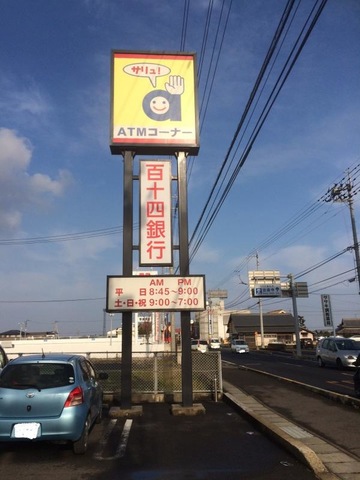 サリュ!
a
ATMコーナー
百十四銀行
AM PM
平 日 8:45~9:00
土·日·祝 9:00~7:00